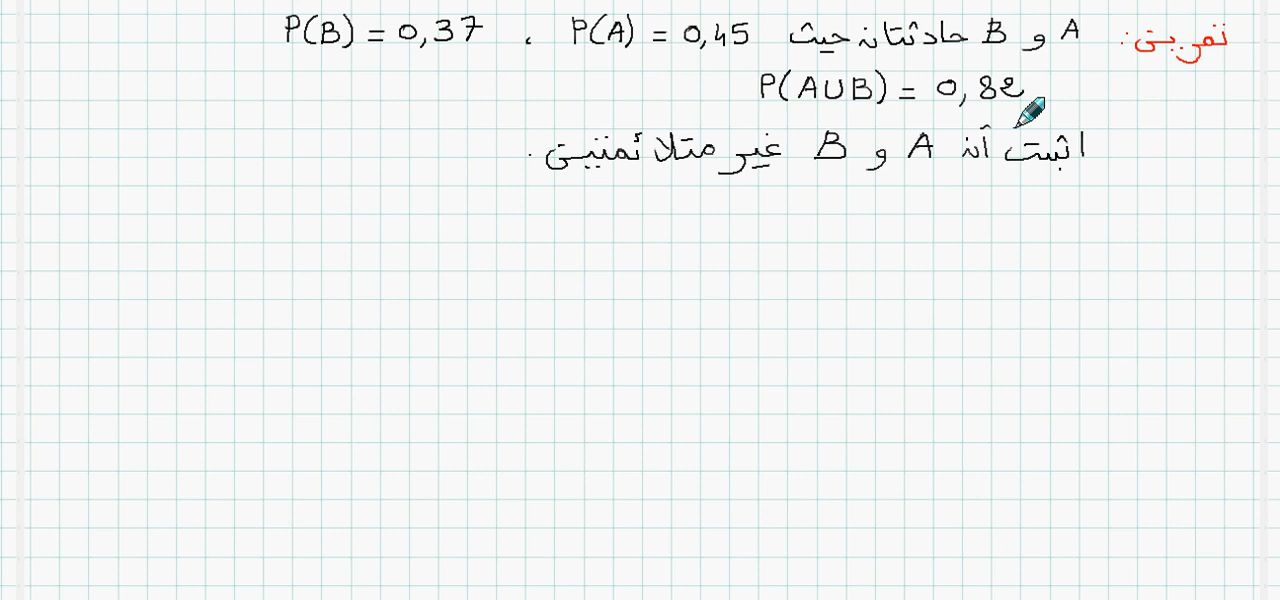 تمرين: A و B حادثتان حيث P(A) = 0,45 ، P(B) = 0,37
P(A∪B) = 0,82
اثبت أن A و B غير متلائمتين.